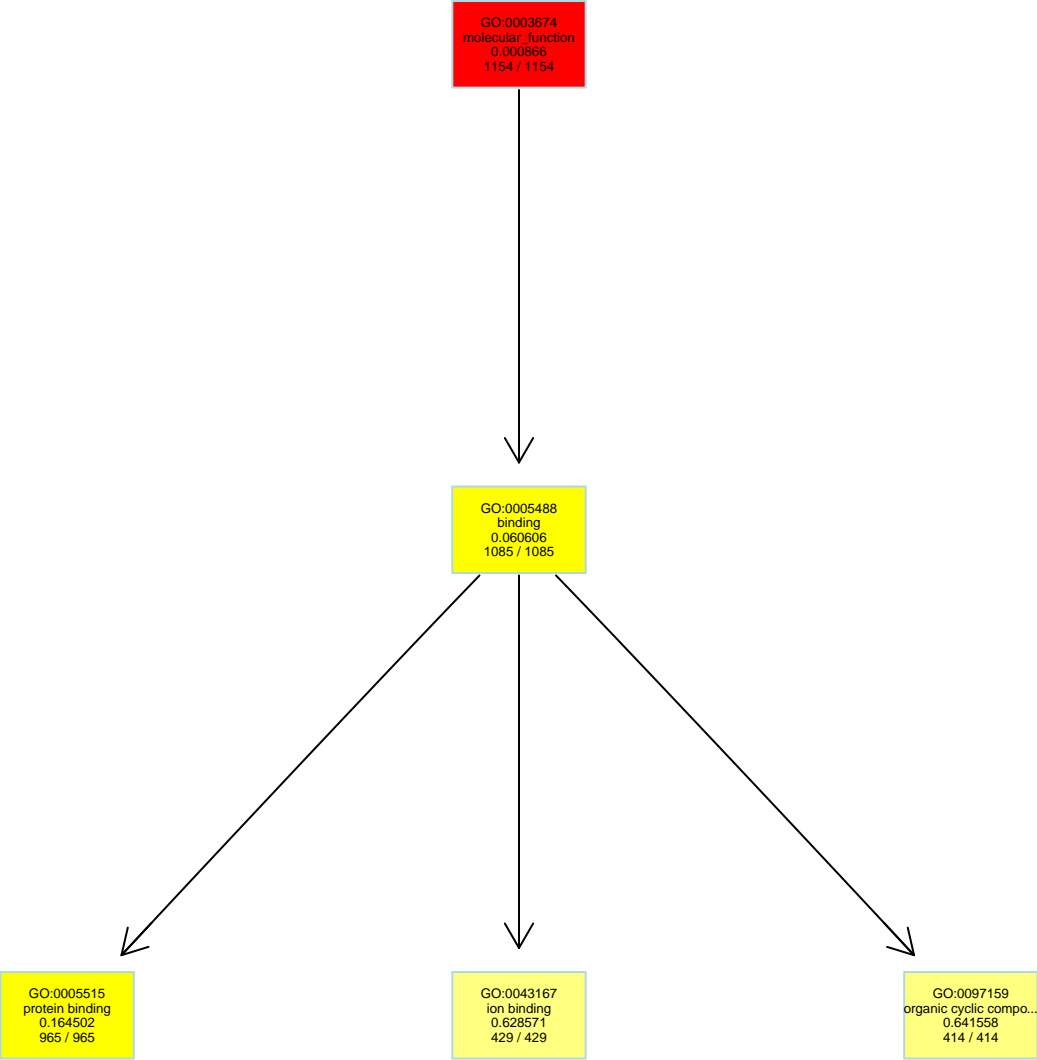 GO:0003674
molecular_function
0.000866
1154 / 1154
GO:0005488
binding
0.060606
1085 / 1085
GO:0005515
protein binding
0.164502
965 / 965
GO:0043167
ion binding
0.628571
429 / 429
GO:0097159
organic cyclic compo...
0.641558
414 / 414